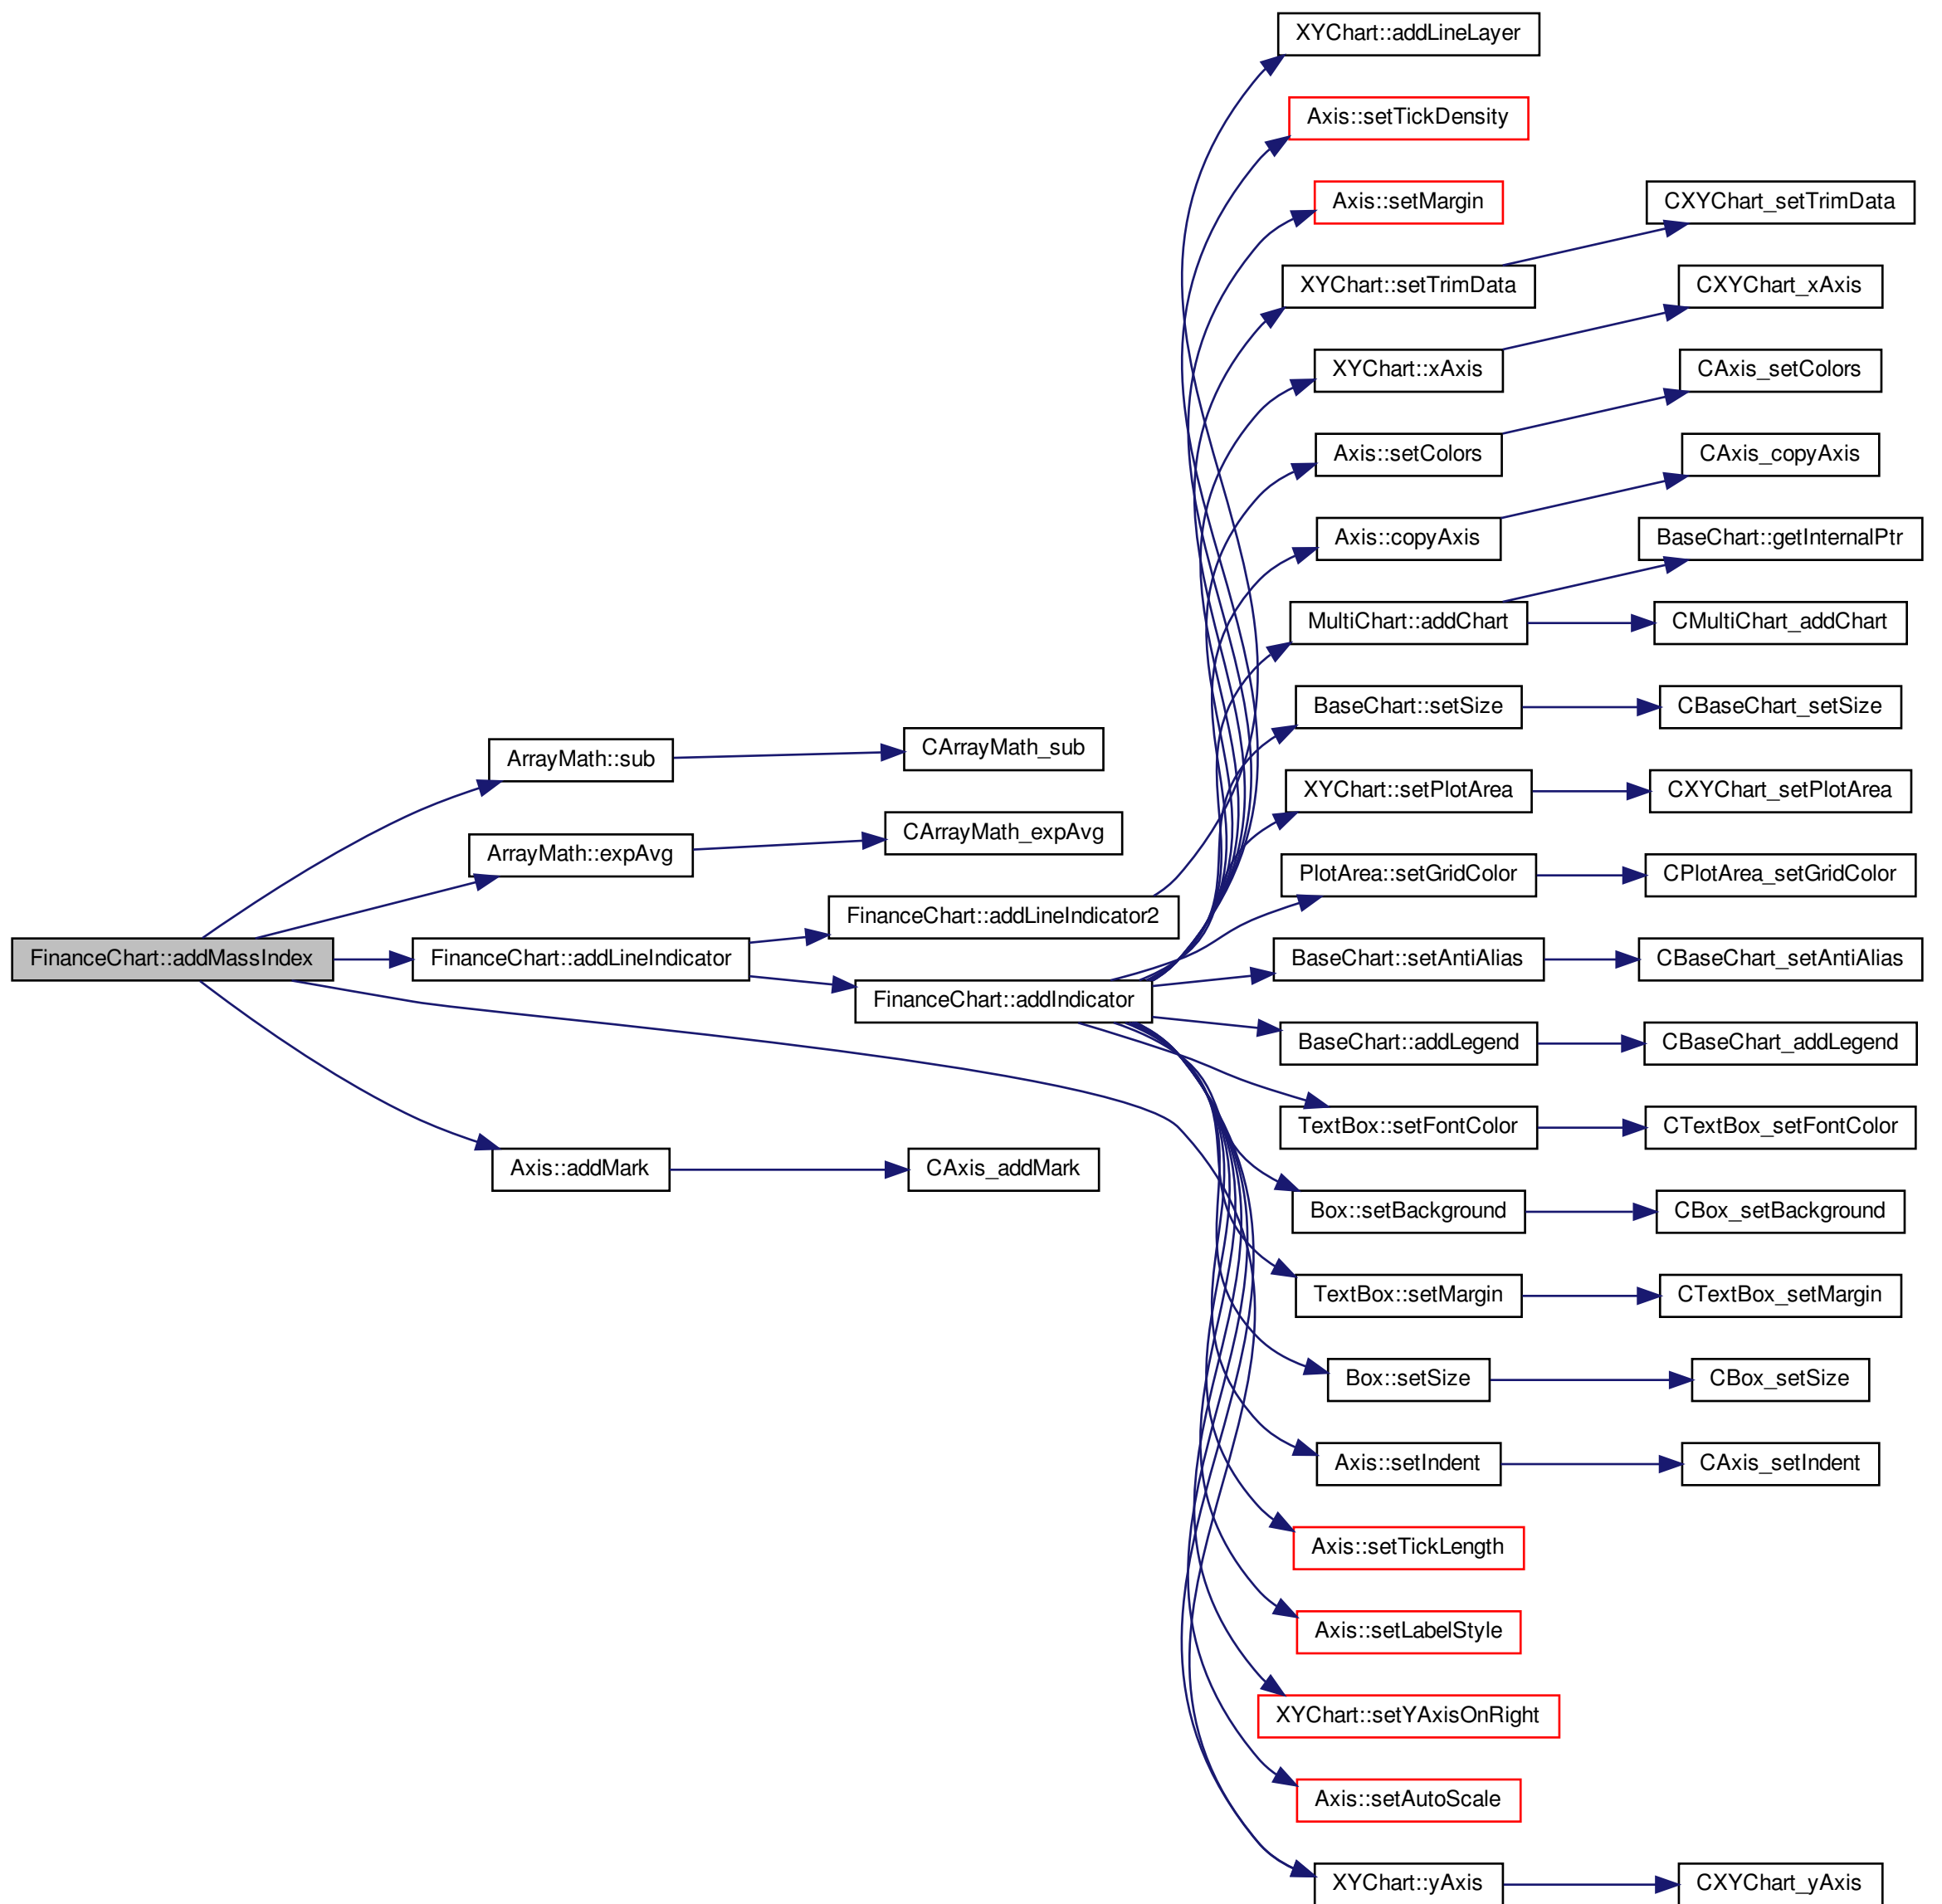 XYChart::addLineLayer
Axis::setTickDensity
Axis::setMargin
CXYChart_setTrimData
XYChart::setTrimData
CXYChart_xAxis
XYChart::xAxis
CAxis_setColors
Axis::setColors
CAxis_copyAxis
Axis::copyAxis
BaseChart::getInternalPtr
MultiChart::addChart
CMultiChart_addChart
BaseChart::setSize
CBaseChart_setSize
ArrayMath::sub
CArrayMath_sub
XYChart::setPlotArea
CXYChart_setPlotArea
ArrayMath::expAvg
CArrayMath_expAvg
PlotArea::setGridColor
CPlotArea_setGridColor
FinanceChart::addLineIndicator2
FinanceChart::addMassIndex
FinanceChart::addLineIndicator
BaseChart::setAntiAlias
CBaseChart_setAntiAlias
FinanceChart::addIndicator
BaseChart::addLegend
CBaseChart_addLegend
TextBox::setFontColor
CTextBox_setFontColor
Axis::addMark
CAxis_addMark
Box::setBackground
CBox_setBackground
TextBox::setMargin
CTextBox_setMargin
Box::setSize
CBox_setSize
Axis::setIndent
CAxis_setIndent
Axis::setTickLength
Axis::setLabelStyle
XYChart::setYAxisOnRight
Axis::setAutoScale
XYChart::yAxis
CXYChart_yAxis